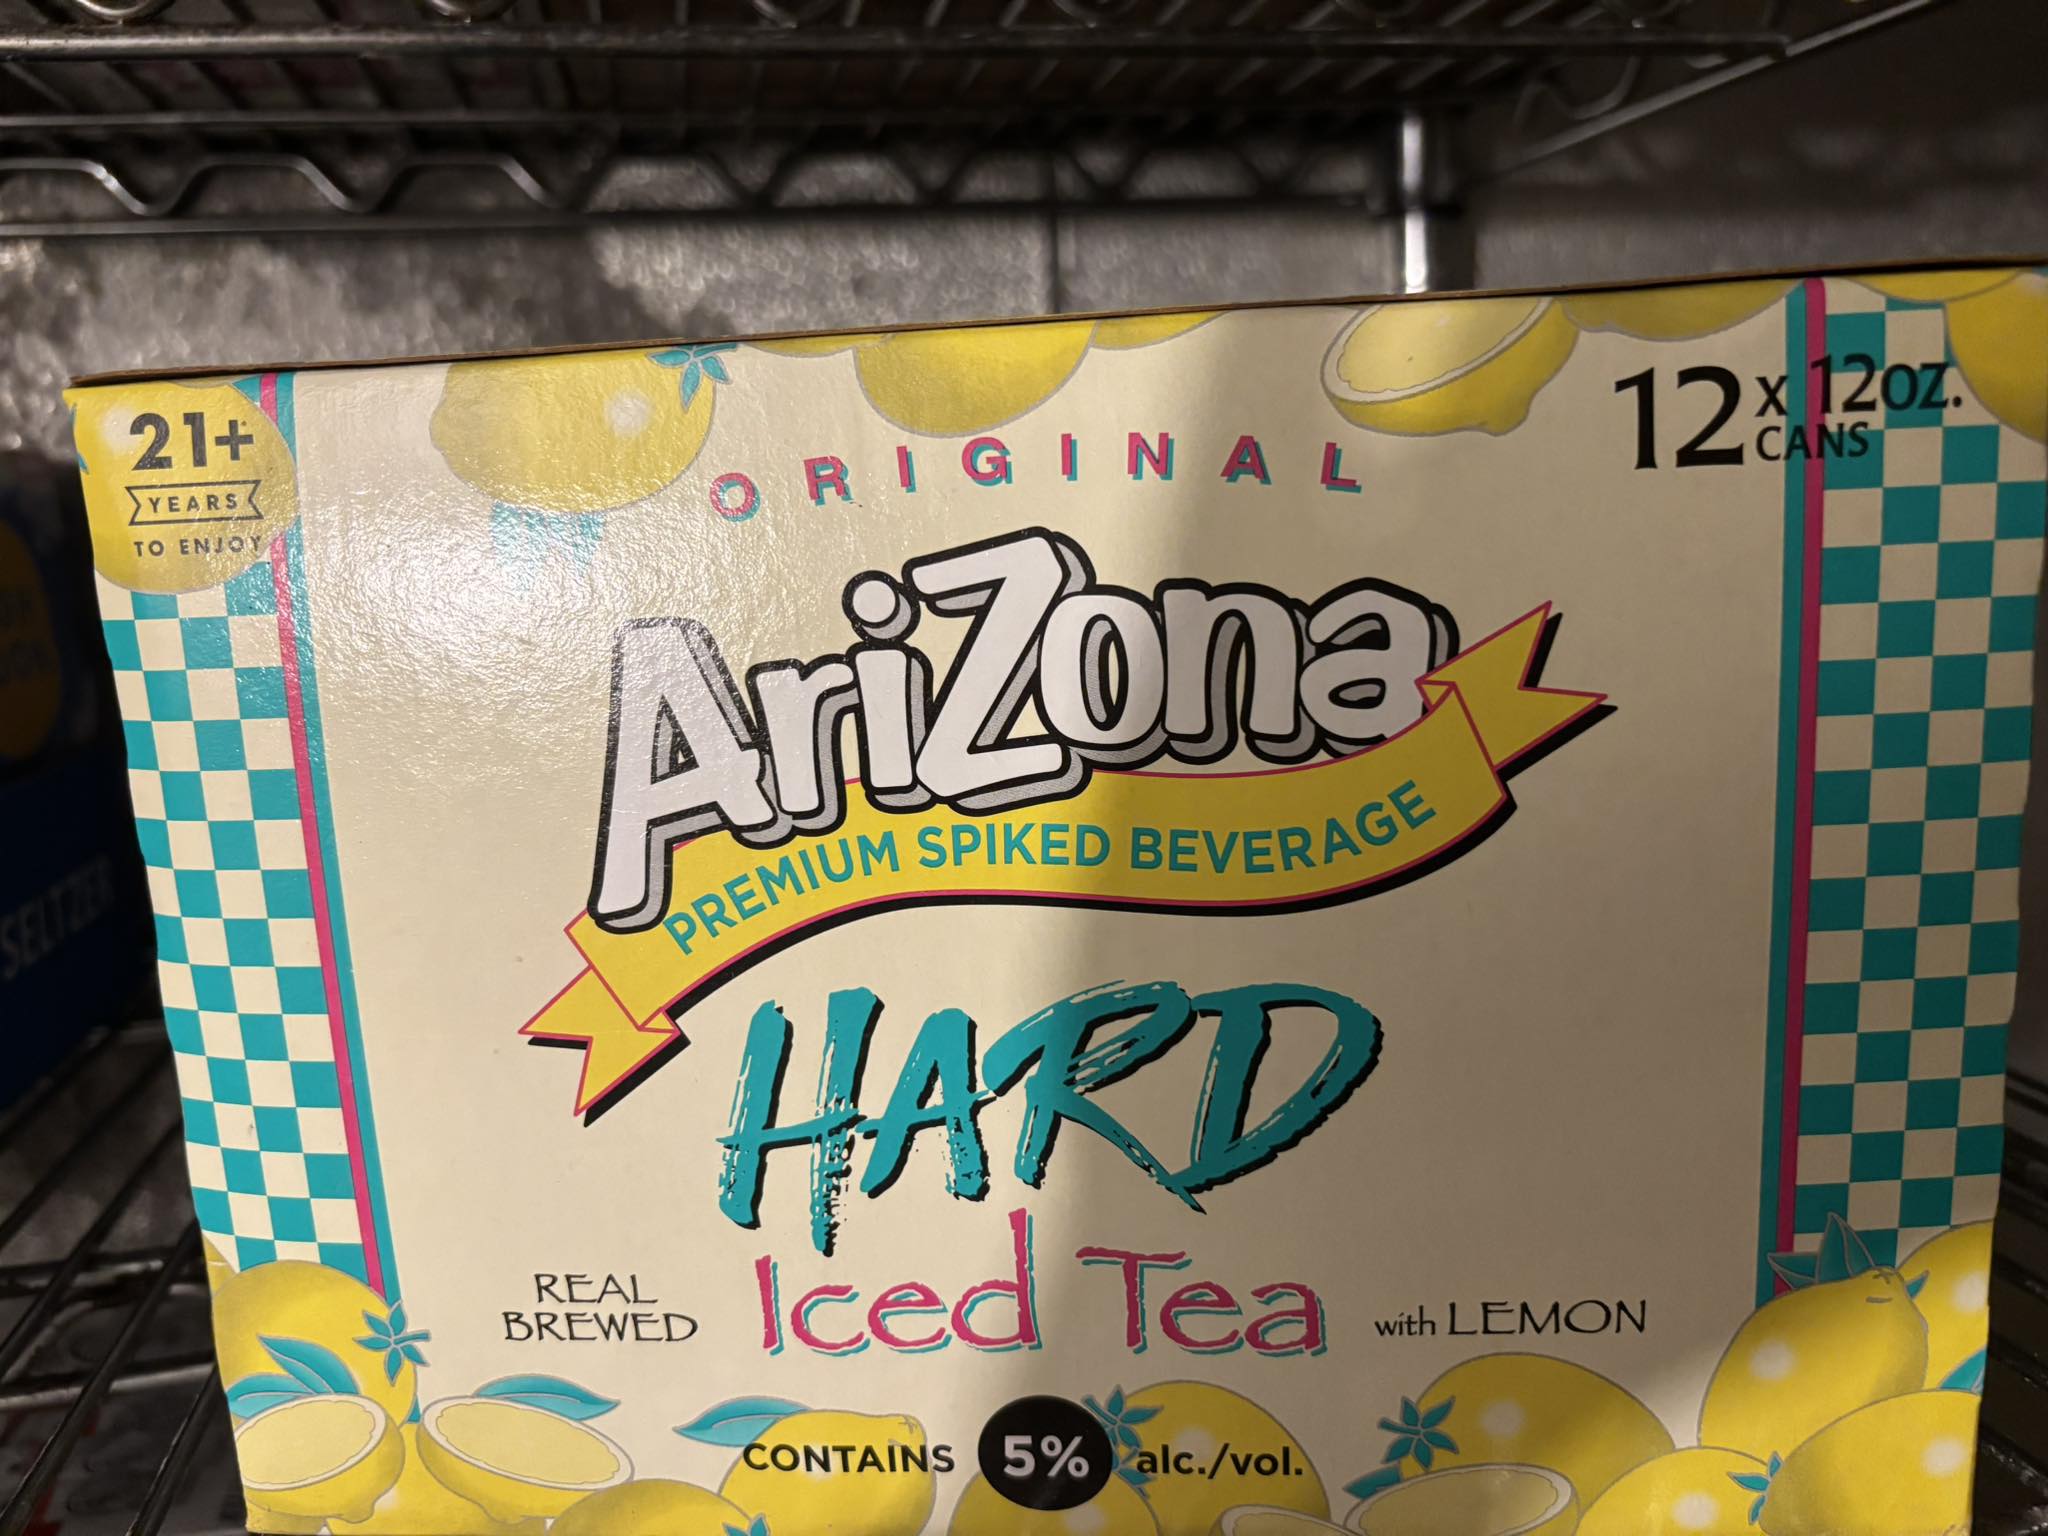 21+
YEARS
TO ENJOY
ORIGINAL
12 x 12OZ.
CANS
AriZona
PREMIUM SPIKED BEVERAGE
HARD
Iced Tea
REAL
BREWED
with LEMON
CONTAINS 5% alc./vol.
SELTZER